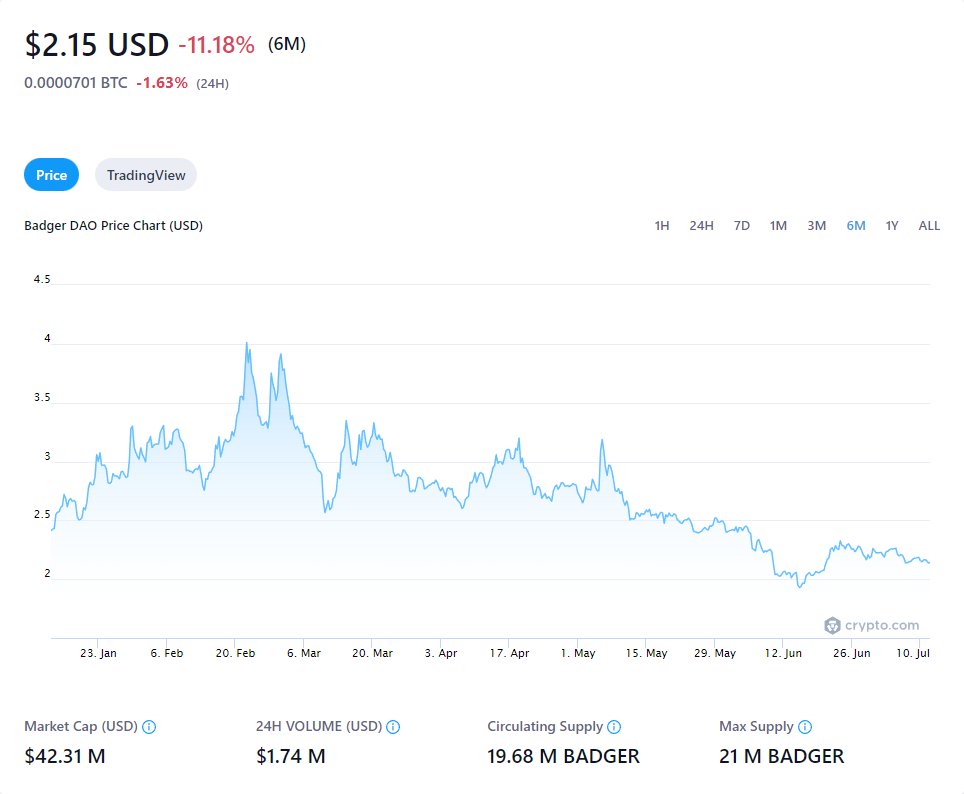 $2.15 USD -11.18% (6M)
0.0000701 BTC -1.63% (24H)
Price TradingView
Badger DAO Price Chart (USD) 1H 24H 7D 1M 3M 6M 1Y ALL
4.5
4
3.5
3
2.5
2
crypto.com
23. Jan 6. Feb 20. Feb 6. Mar 20. Mar 3. Apr 17. Apr 1. May 15. May 29. May 12. Jun 26. Jun 10. Jul
Market Cap (USD) 24H VOLUME (USD) Circulating Supply Max Supply
$42.31 M $1.74 M 19.68 M BADGER 21 M BADGER